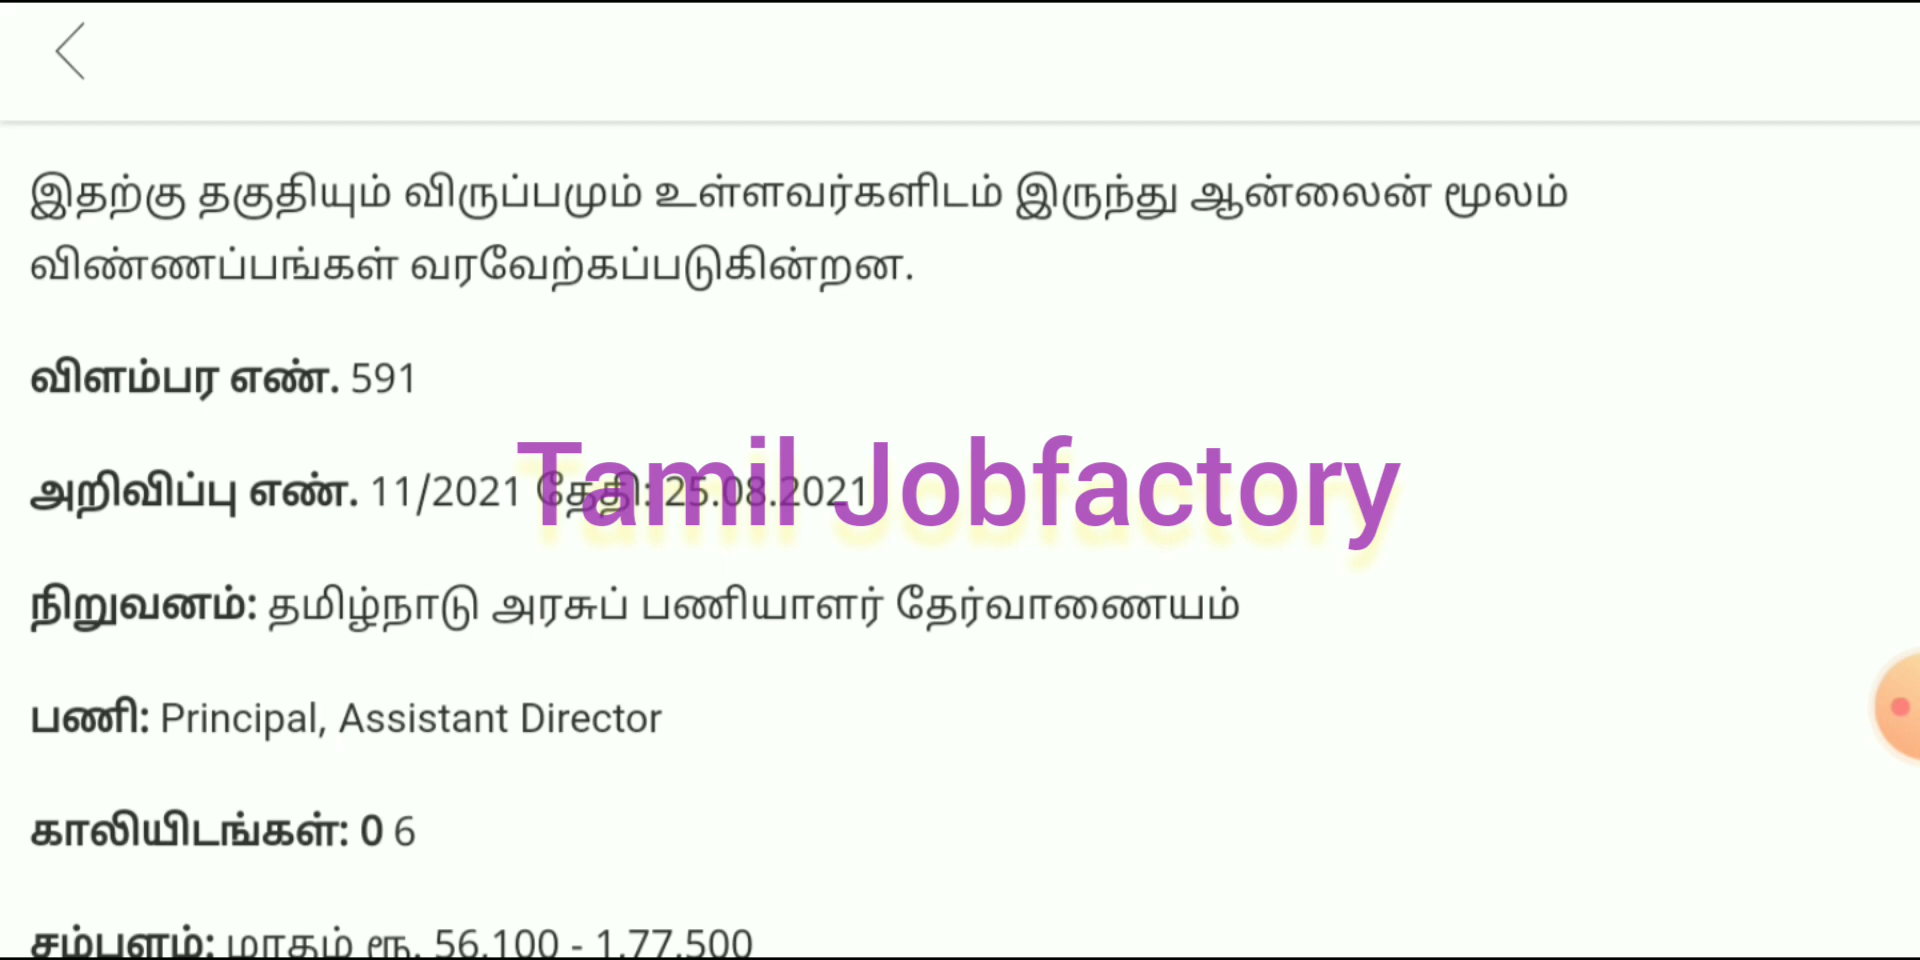 இதற்கு தகுதியும் விருப்பமும் உள்ளவர்களிடம் இருந்து ஆன்லைன் மூலம்
விண்ணப்பங்கள் வரவேற்கப்படுகின்றன.
விளம்பர எண். 591
அறிவிப்பு எண். 11/2021 தேதி: 25.08.2021
Tamil Jobfactory
நிறுவனம்: தமிழ்நாடு அரசுப் பணியாளர் தேர்வாணையம்
பணி: Principal, Assistant Director
காலியிடங்கள்: 0 6
சம்பளம்: மாதம் ரூ. 56,100 - 1,77,500